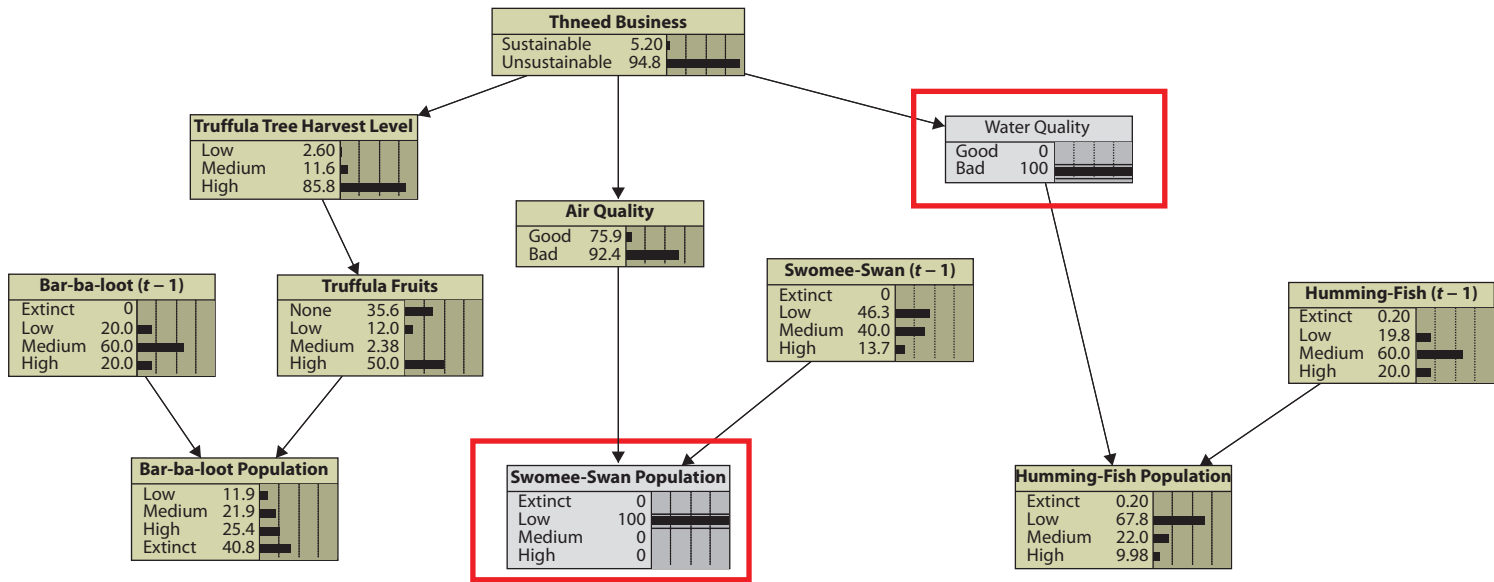 Thneed Business
Sustainable 5.20
Unsustainable 94.8
Truffula Tree Harvest Level
Low 2.60
Medium 11.6
High 85.8
Water Quality
Good 0
Bad 100
Air Quality
Good 75.9
Bad 92.4
Bar-ba-loot (t − 1)
Extinct 0
Low 20.0
Medium 60.0
High 20.0
Truffula Fruits
None 35.6
Low 12.0
Medium 2.38
High 50.0
Swomee-Swan (t − 1)
Extinct 0
Low 46.3
Medium 40.0
High 13.7
Humming-Fish (t − 1)
Extinct 0.20
Low 19.8
Medium 60.0
High 20.0
Bar-ba-loot Population
Low 11.9
Medium 21.9
High 25.4
Extinct 40.8
Swomee-Swan Population
Extinct 0
Low 100
Medium 0
High 0
Humming-Fish Population
Extinct 0.20
Low 67.8
Medium 22.0
High 9.98